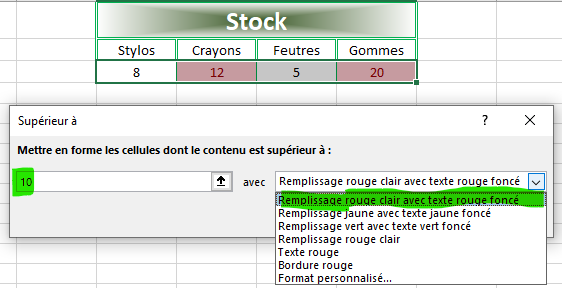 Stock
Stylos Crayons Feutres Gommes
8 12 5 20
Supérieur à ? ×
Mettre en forme les cellules dont le contenu est supérieur à :
10 avec Remplissage rouge clair avec texte rouge foncé
Remplissage rouge clair avec texte rouge foncé
Remplissage jaune avec texte jaune foncé
Remplissage vert avec texte vert foncé
Remplissage rouge clair
Texte rouge
Bordure rouge
Format personnalisé...